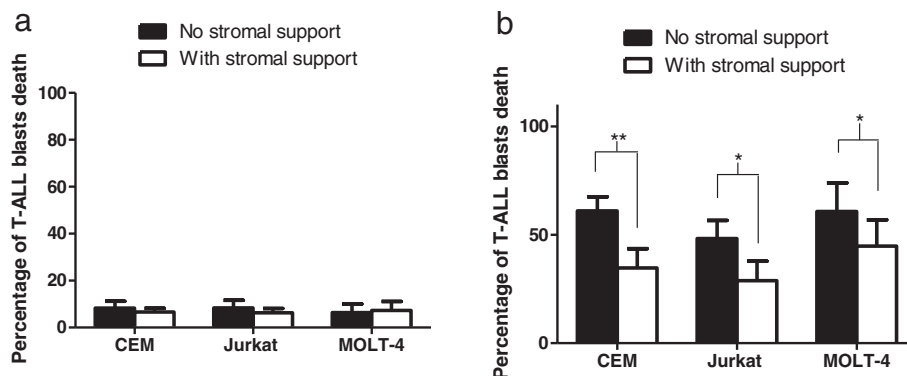 a
No stromal support
With stromal support
Percentage of T-ALL blasts death
100
80
60
40
20
0
CEM Jurkat MOLT-4
b
No stromal support
With stromal support
Percentage of T-ALL blasts death
100
50
0
** * *
CEM Jurkat MOLT-4